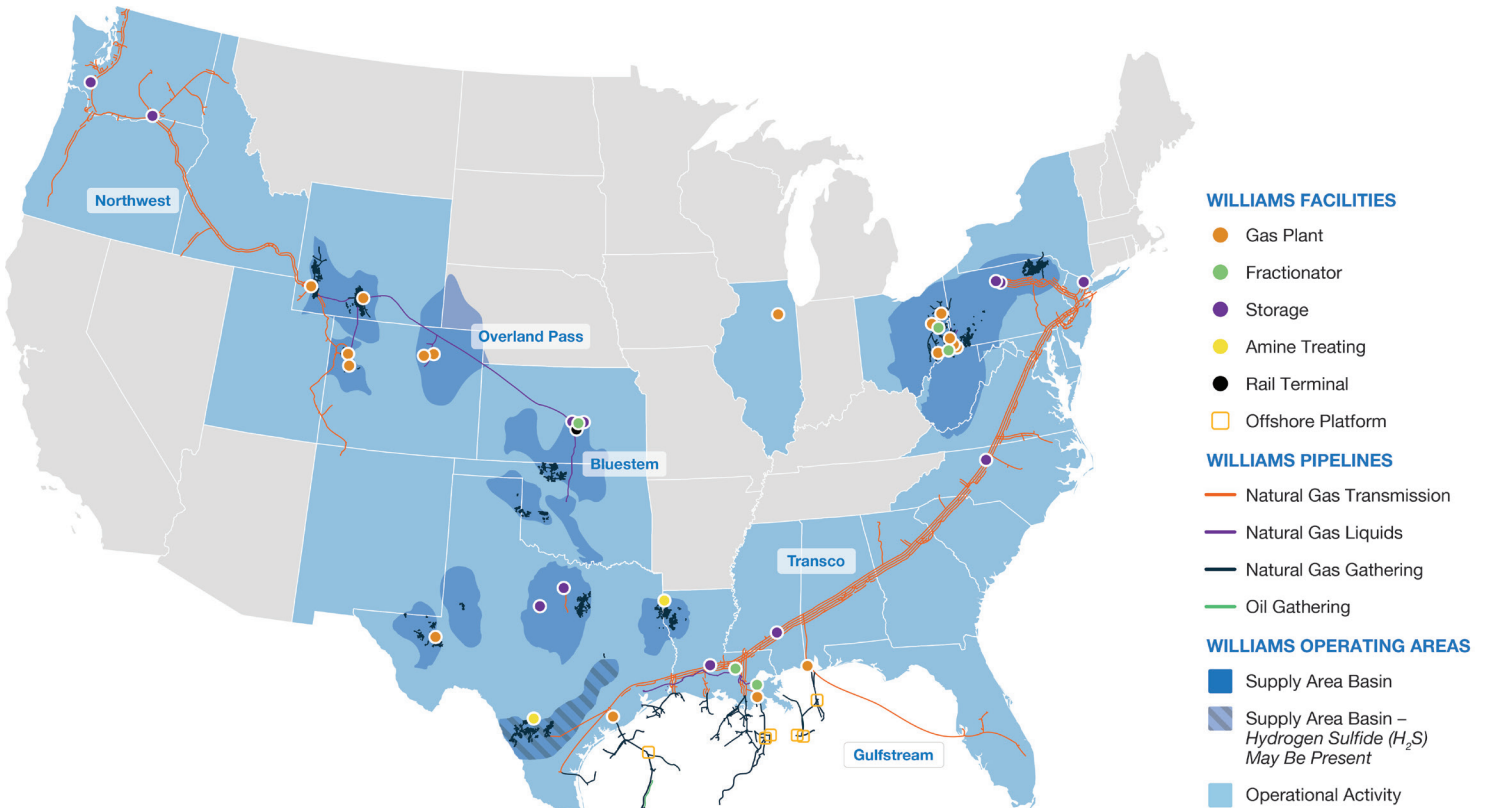 Northwest
Overland Pass
Bluestem
Transco
Gulfstream
WILLIAMS FACILITIES
Gas Plant
Fractionator
Storage
Amine Treating
Rail Terminal
Offshore Platform
WILLIAMS PIPELINES
Natural Gas Transmission
Natural Gas Liquids
Natural Gas Gathering
Oil Gathering
WILLIAMS OPERATING AREAS
Supply Area Basin
Supply Area Basin –
Hydrogen Sulfide (H₂S)
May Be Present
Operational Activity